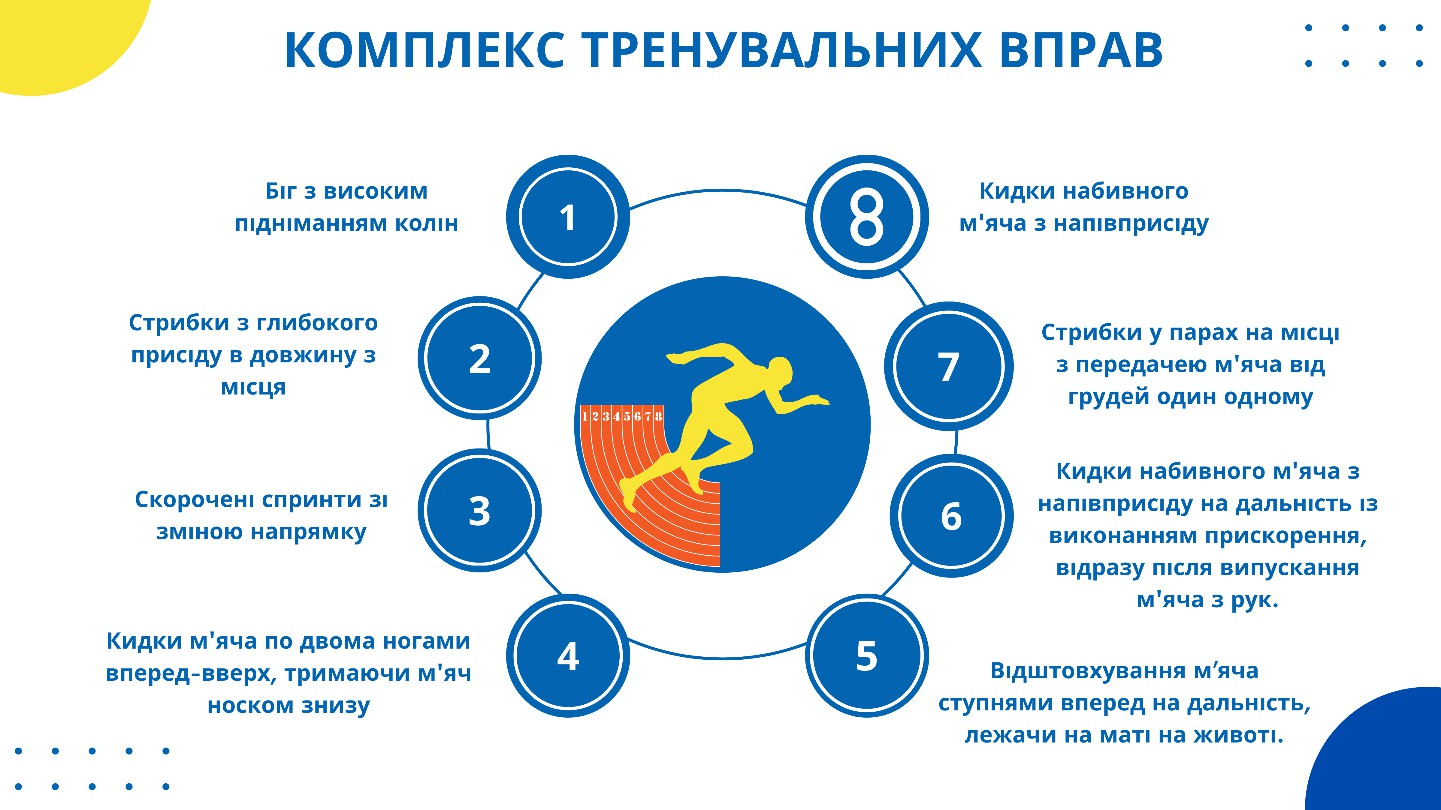 КОМПЛЕКС ТРЕНУВАЛЬНИХ ВПРАВ
1
Біг з високим
підніманням колін
2
Стрибки з глибокого
присіду в довжину з
місця
3
Скорочені спринти зі
зміною напрямку
4
Кидки м'яча по двома ногами
вперед-вверх, тримаючи м'яч
носком знизу
5
Відштовхування м’яча
ступнями вперед на дальність,
лежачи на маті на животі.
6
Кидки набивного м'яча з
напівприсіду на дальність із
виконанням прискорення,
відразу після випускання
м'яча з рук.
7
Стрибки у парах на місці
з передачею м'яча від
грудей один одному
8
Кидки набивного
м'яча з напівприсіду
1 2 3 4 5 6 7 8